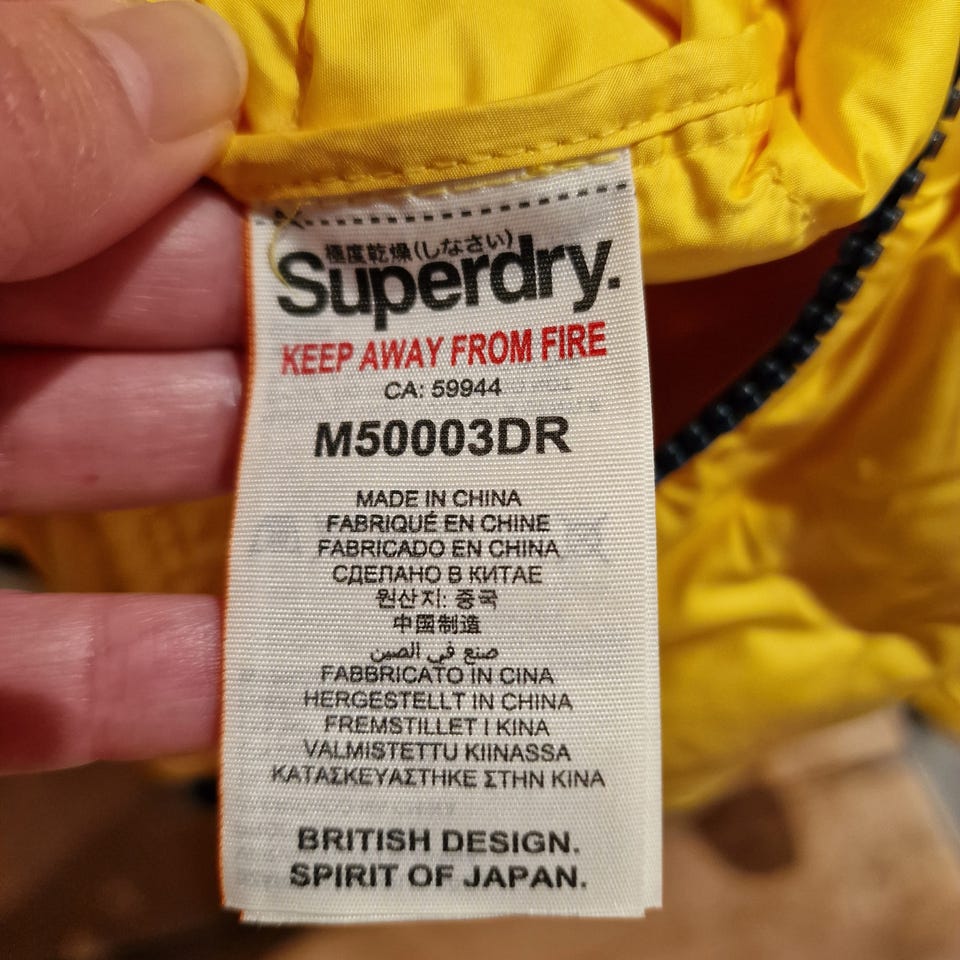 極度乾燥(しなさい)
Superdry.
KEEP AWAY FROM FIRE
CA: 59944
M50003DR
MADE IN CHINA
FABRIQUÉ EN CHINE
FABRICADO EN CHINA
СДЕЛАНО В КИТАЕ
원산지: 중국
中国制造
صنع في الصين
FABBRICATO IN CINA
HERGESTELLT IN CHINA
FREMSTILLET I KINA
VALMISTETTU KIINASSA
ΚΑΤΑΣΚΕΥΑΣΤΗΚΕ ΣΤΗΝ ΚΙΝΑ
BRITISH DESIGN.
SPIRIT OF JAPAN.